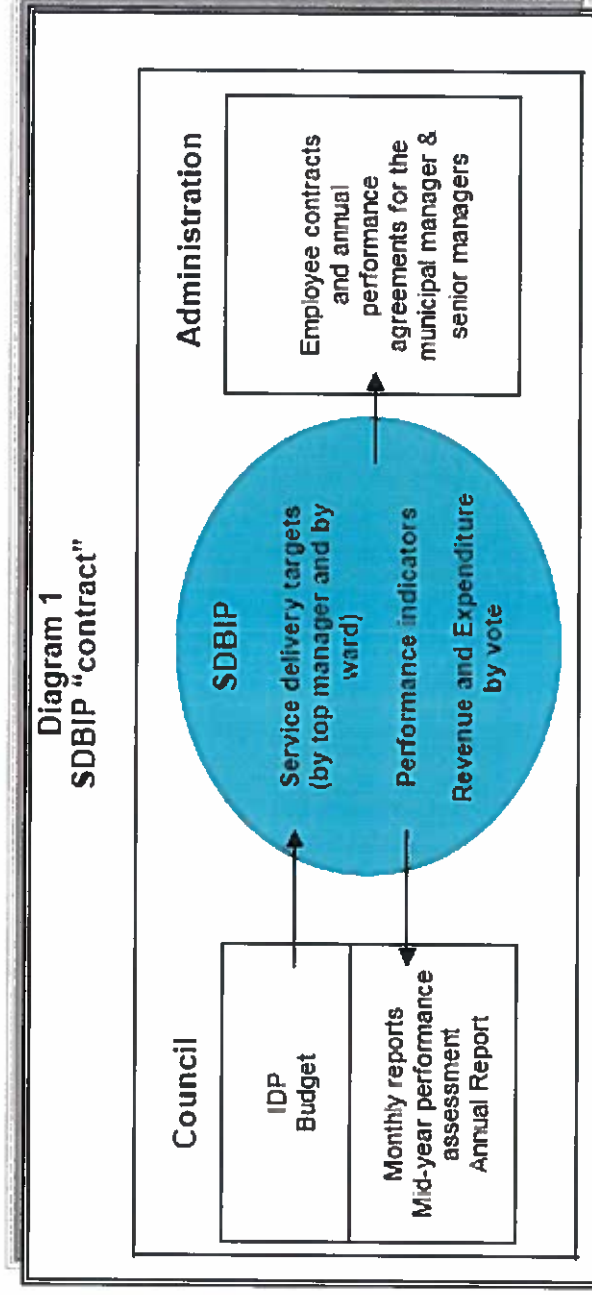 Diagram 1
SDBIP “contract”
Council
IDP
Budget
Monthly reports
Mid-year performance
assessment
Annual Report
SDBIP
Service delivery targets
(by top manager and by
ward)
Performance indicators
Revenue and Expenditure
by vote
Administration
Employee contracts
and annual
performance
agreements for the
municipal manager &
senior managers